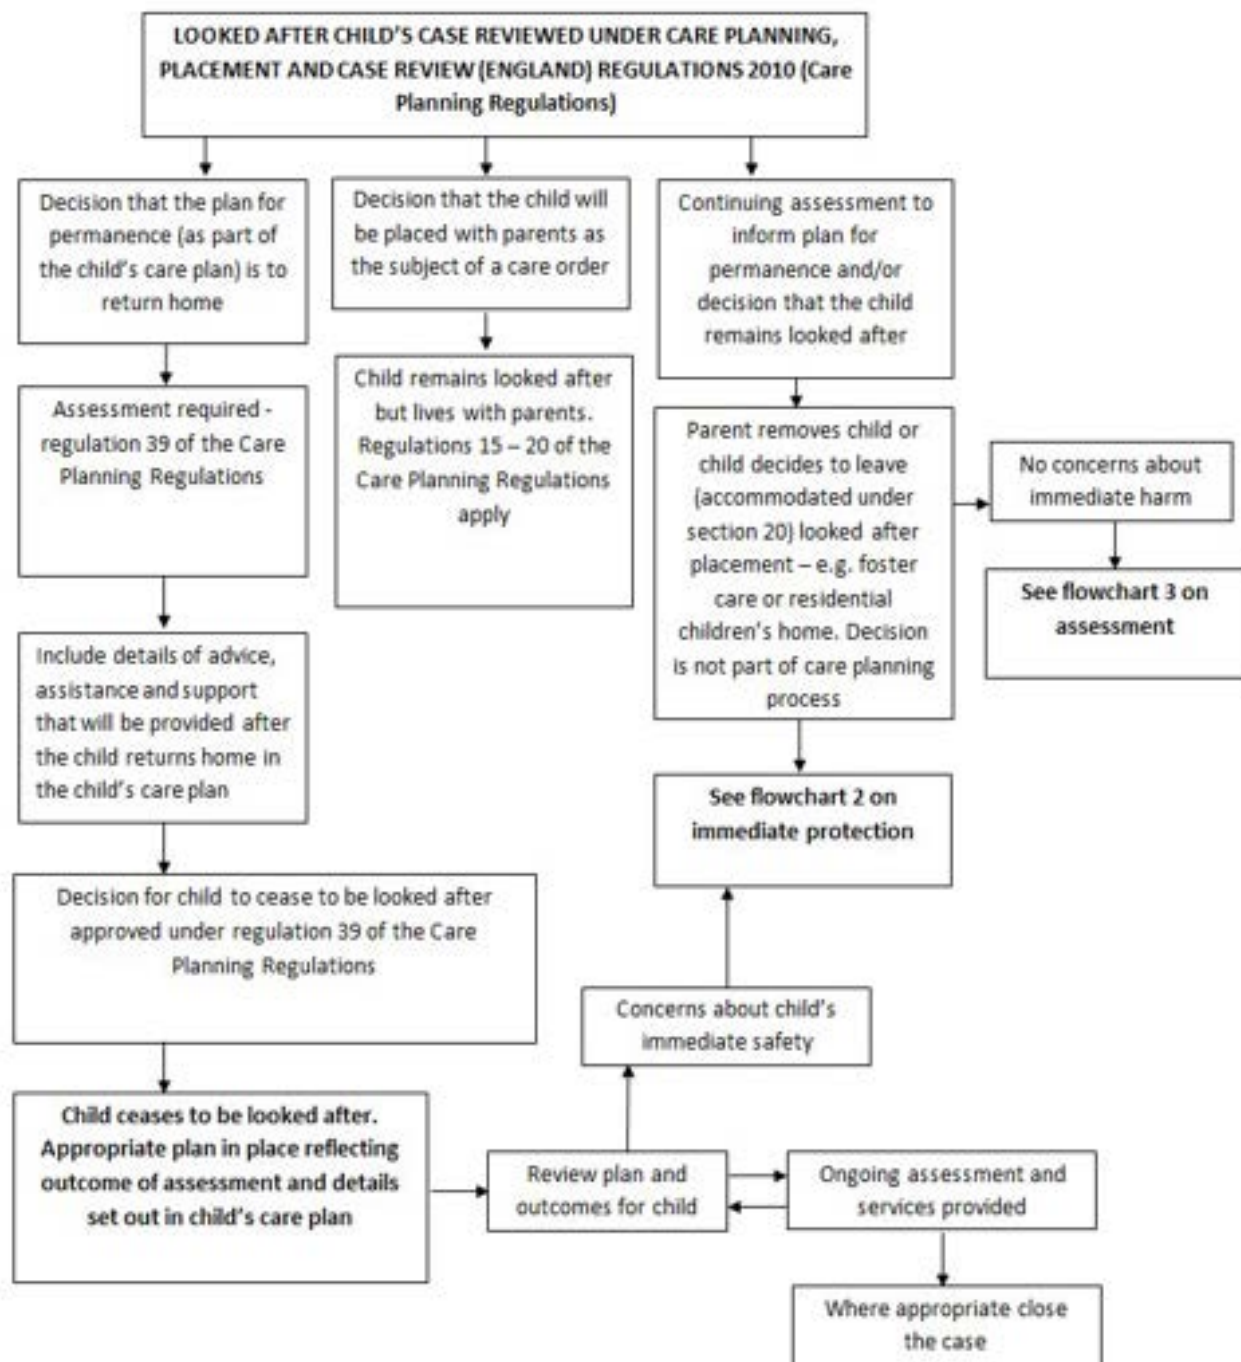 LOOKED AFTER CHILD'S CASE REVIEWED UNDER CARE PLANNING,
PLACEMENT AND CASE REVIEW (ENGLAND) REGULATIONS 2010 (Care
Planning Regulations)
Decision that the plan for
permanence (as part of
the child's care plan) is to
return home
Decision that the child will
be placed with parents as
the subject of a care order
Continuing assessment to
inform plan for
permanence and/or
decision that the child
remains looked after
Assessment required -
regulation 39 of the Care
Planning Regulations
Child remains looked after
but lives with parents.
Regulations 15 – 20 of the
Care Planning Regulations
apply
Parent removes child or
child decides to leave
(accommodated under
section 20) looked after
placement – e.g. foster
care or residential
children's home. Decision
is not part of care planning
process
No concerns about
immediate harm
See flowchart 3 on
assessment
Include details of advice,
assistance and support
that will be provided after
the child returns home in
the child's care plan
See flowchart 2 on
immediate protection
Decision for child to cease to be looked after
approved under regulation 39 of the Care
Planning Regulations
Concerns about child's
immediate safety
Child ceases to be looked after.
Appropriate plan in place reflecting
outcome of assessment and details
set out in child's care plan
Review plan and
outcomes for child
Ongoing assessment and
services provided
Where appropriate close
the case